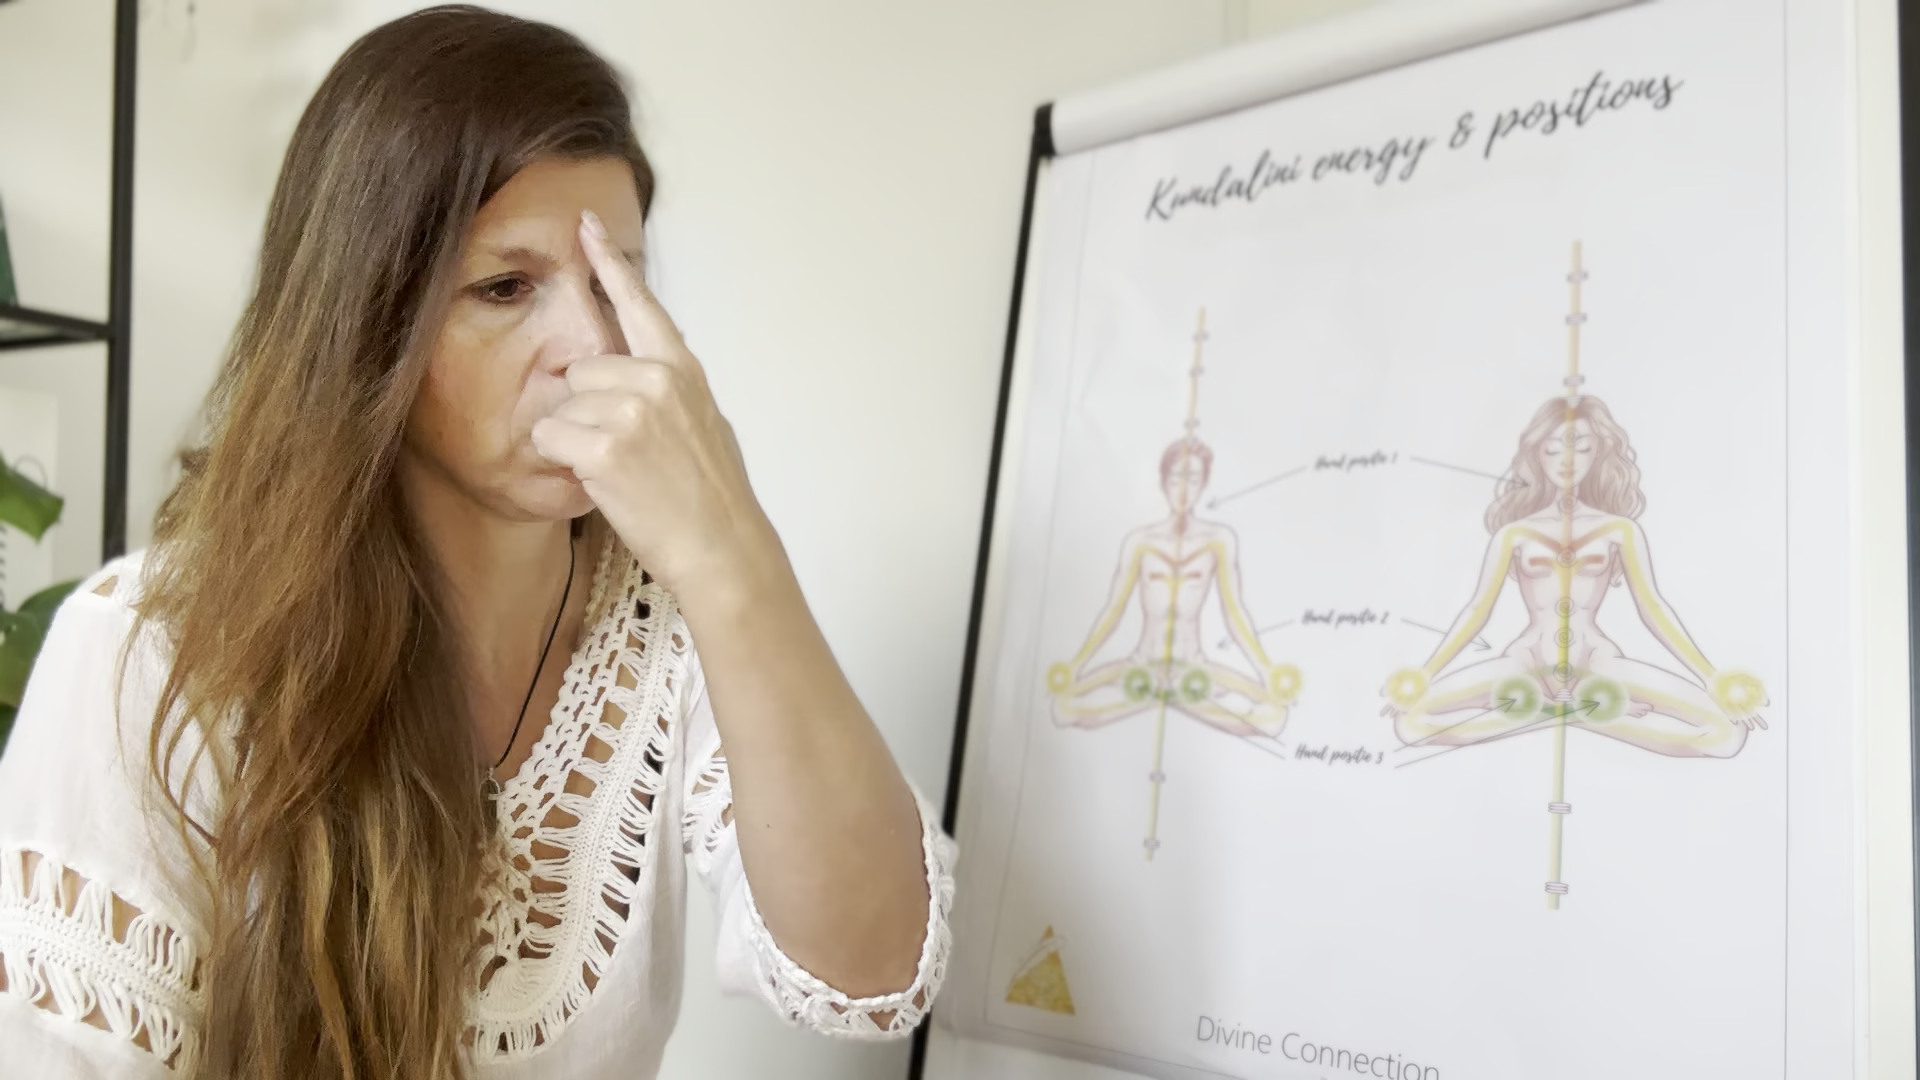 Kundalini energy & positions
Hand positie 1
Hand positie 2
Hand positie 3
Divine Connection